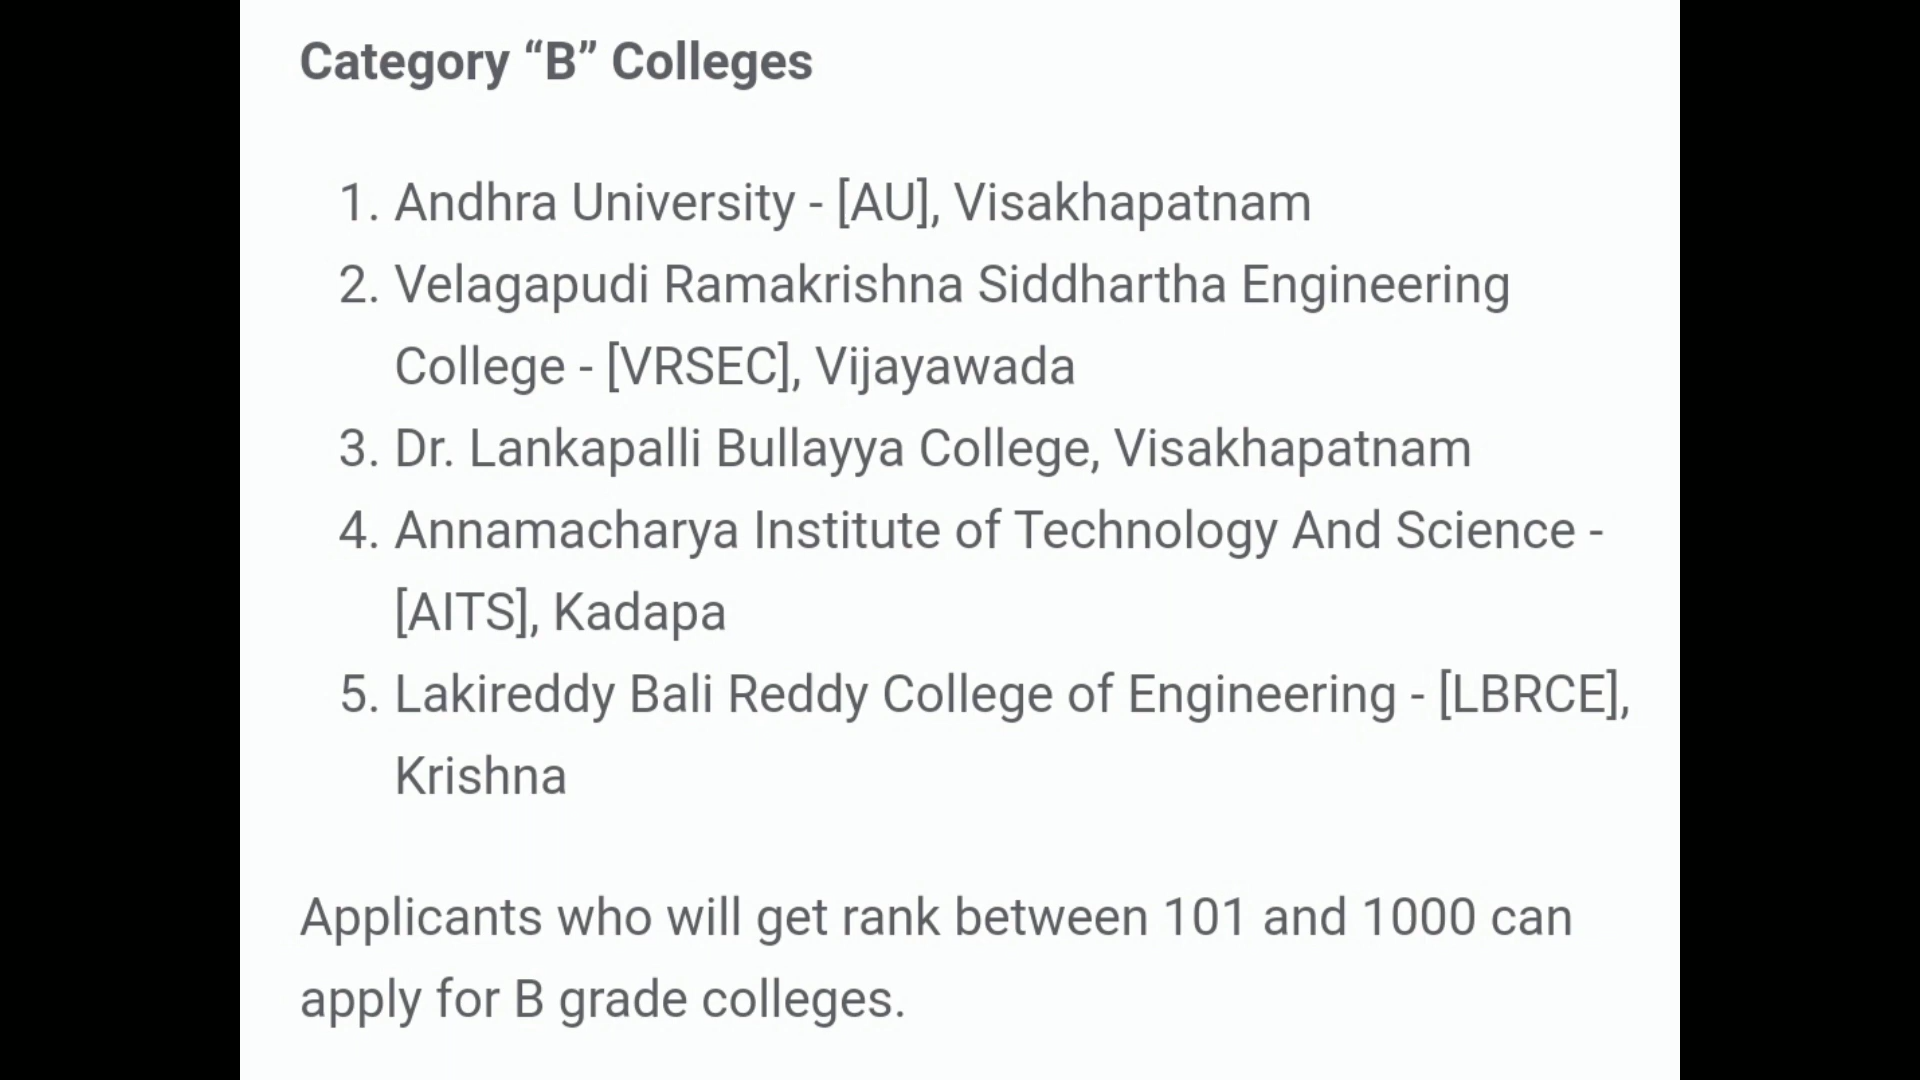 Category “B” Colleges
1. Andhra University - [AU], Visakhapatnam
2. Velagapudi Ramakrishna Siddhartha Engineering
College - [VRSEC], Vijayawada
3. Dr. Lankapalli Bullayya College, Visakhapatnam
4. Annamacharya Institute of Technology And Science -
[AITS], Kadapa
5. Lakireddy Bali Reddy College of Engineering - [LBRCE],
Krishna
Applicants who will get rank between 101 and 1000 can
apply for B grade colleges.